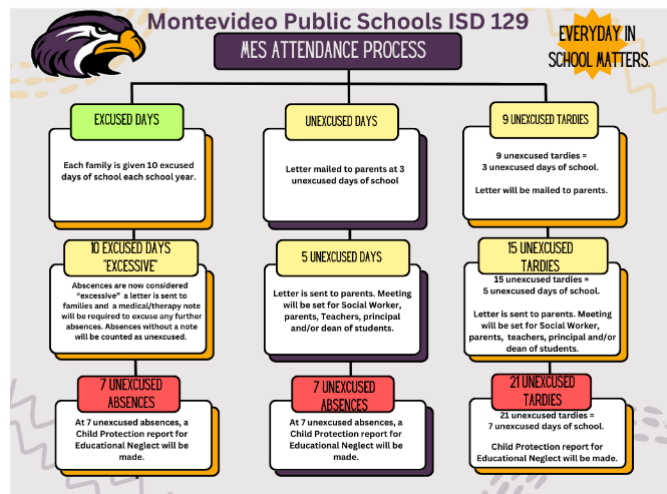 Montevideo Public Schools ISD 129
MES ATTENDANCE PROCESS
EVERYDAY IN
SCHOOL MATTERS.
EXCUSED DAYS
Each family is given 10 excused
days of school each school year.
10 EXCUSED DAYS
"EXCESSIVE"
Abscences are now considered
“excessive” a letter is sent to
families and a medical/therapy note
will be required to excuse any further
absences. Absences without a note
will be counted as unexcused.
7 UNEXCUSED
ABSENCES
At 7 unexcused absences, a
Child Protection report for
Educational Neglect will be
made.
UNEXCUSED DAYS
Letter mailed to parents at 3
unexcused days of school
5 UNEXCUSED DAYS
Letter is sent to parents. Meeting
will be set for Social Worker,
parents, Teachers, principal
and/or dean of students.
7 UNEXCUSED
ABSENCES
At 7 unexcused absences, a
Child Protection report for
Educational Neglect will be
made.
9 UNEXCUSED TARDIES
9 unexcused tardies =
3 unexcused days of school.
Letter will be mailed to parents.
15 UNEXCUSED
TARDIES
15 unexcused tardies =
5 unexcused days of school.
Letter is sent to parents. Meeting
will be set for Social Worker,
parents, teachers, principal and/or
dean of students.
21 UNEXCUSED
TARDIES
21 unexcused tardies =
7 unexcused days of school.
Child Protection report for
Educational Neglect will be made.